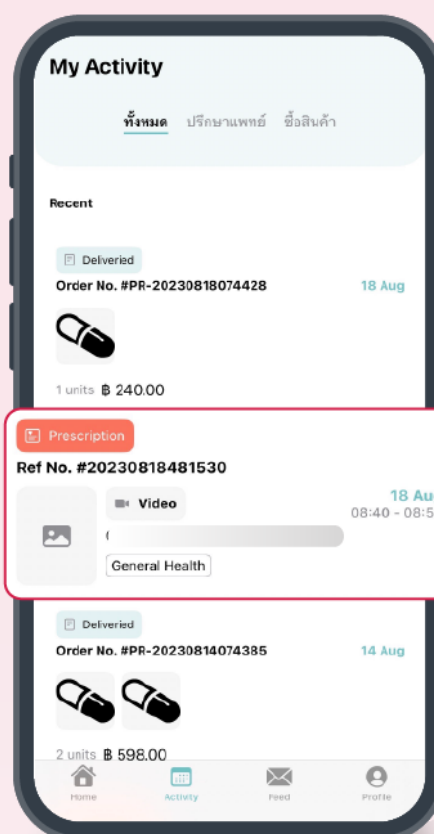 My Activity
ทั้งหมด ปรึกษาแพทย์ ซื้อสินค้า
Recent
Deliveried
Order No. #PR-20230818074428 18 Aug
1 units ฿ 240.00
Prescription
Ref No. #20230818481530
Video 18 Au
08:40 - 08:5
General Health
Deliveried
Order No. #PR-20230814074385 14 Aug
2 units ฿ 598.00
Home Activity Feed Profile